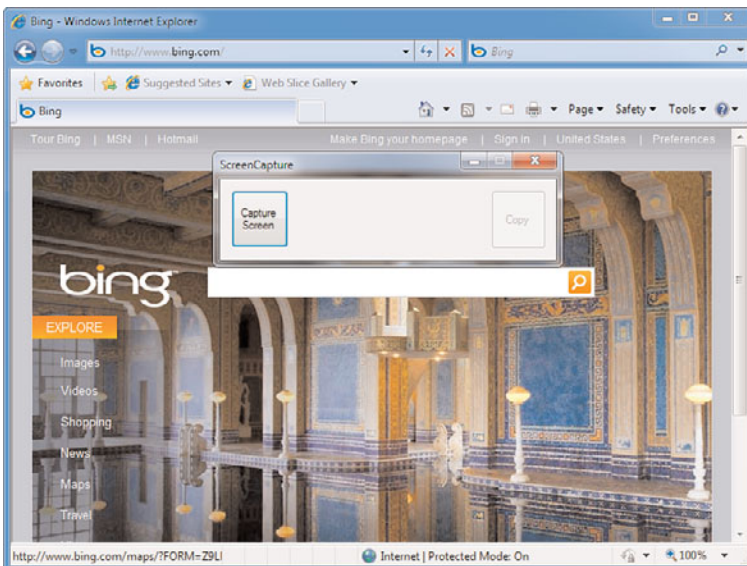 Bing - Windows Internet Explorer
http://www.bing.com/
Bing
Favorites Suggested Sites Web Slice Gallery
Bing
Page Safety Tools
Tour Bing | MSN | Hotmail Make Bing your homepage | Sign in | United States | Preferences
ScreenCapture
Capture
Screen
Copy
bing
EXPLORE
Images
Videos
Shopping
News
Maps
Travel
http://www.bing.com/maps/?FORM=Z9LI
Internet | Protected Mode: On
100%